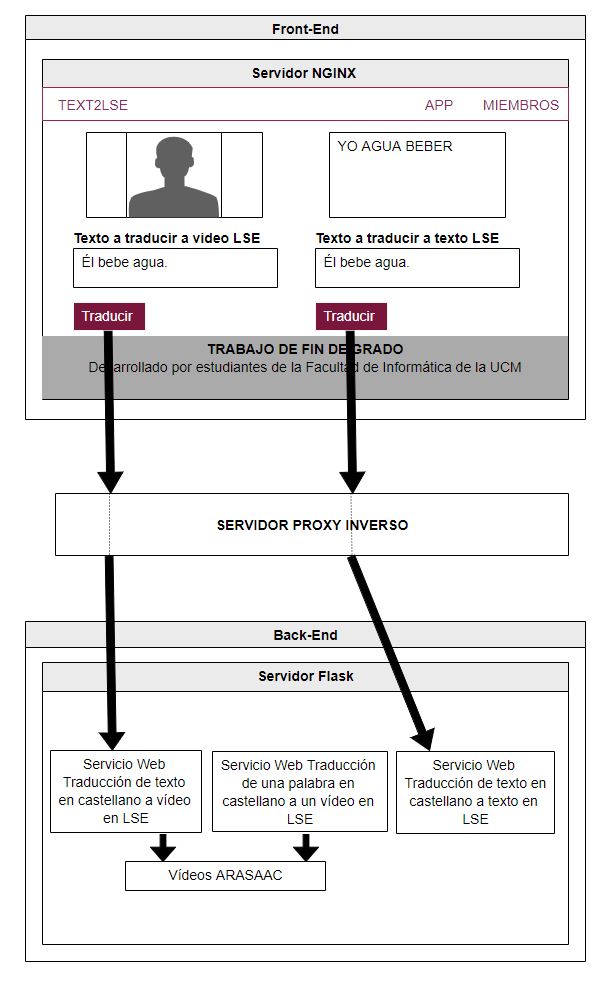 Front-End
Servidor NGINX
TEXT2LSE
APP
MIEMBROS
YO AGUA BEBER
Texto a traducir a video LSE
Texto a traducir a texto LSE
Él bebe agua.
Él bebe agua.
Traducir
Traducir
TRABAJO DE FIN DE GRADO
Desarrollado por estudiantes de la Facultad de Informática de la UCM
SERVIDOR PROXY INVERSO
Back-End
Servidor Flask
Servicio Web
Traducción de texto
en castellano a vídeo
en LSE
Servicio Web Traducción
de una palabra en
castellano a un vídeo en
LSE
Servicio Web
Traducción de texto en
castellano a texto en
LSE
Vídeos ARASAAC